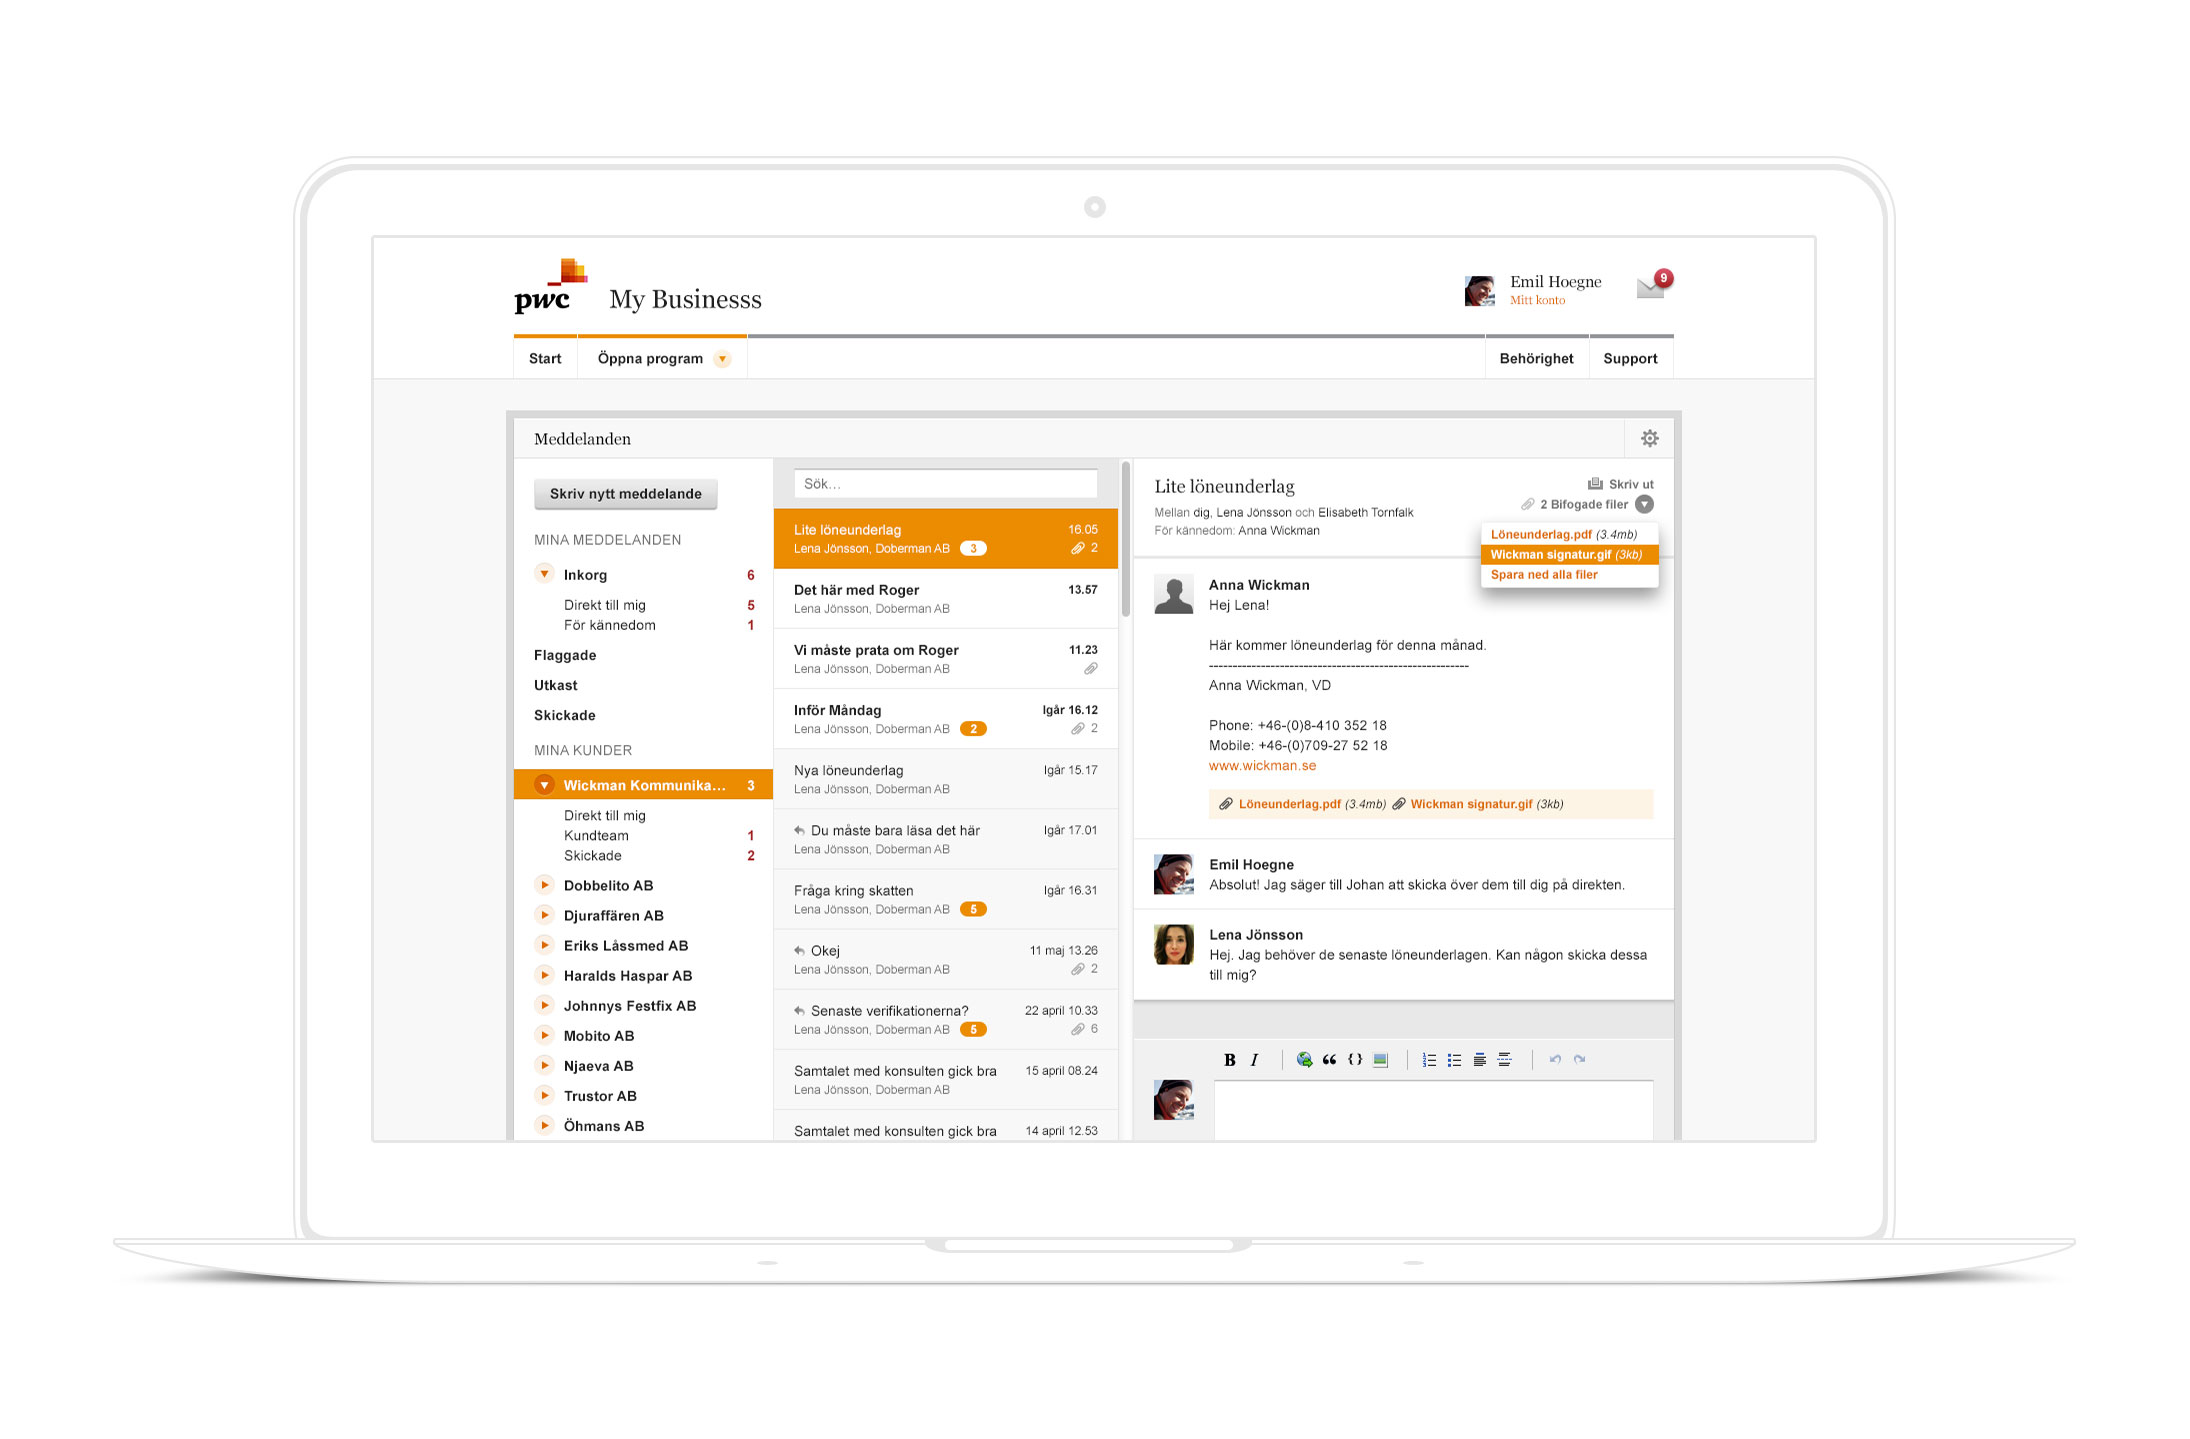 pwc
My Businesss
Emil Hoegne
Mitt konto
9
Start
Öppna program
Behörighet
Support
Meddelanden
Skriv nytt meddelande
MINA MEDDELANDEN
Inkorg 6
Direkt till mig 5
För kännedom 1
Flaggade
Utkast
Skickade
MINA KUNDER
Wickman Kommunika... 3
Direkt till mig
Kundteam 1
Skickade 2
Dobbelito AB
Djuraffären AB
Eriks Låssmed AB
Haralds Haspar AB
Johnnys Festfix AB
Mobito AB
Njaeva AB
Trustor AB
Öhmans AB
Sök...
Lite löneunderlag 16.05
Lena Jönsson, Doberman AB 3 2
Det här med Roger 13.57
Lena Jönsson, Doberman AB
Vi måste prata om Roger 11.23
Lena Jönsson, Doberman AB
Inför Måndag Igår 16.12
Lena Jönsson, Doberman AB 2 2
Nya löneunderlag Igår 15.17
Lena Jönsson, Doberman AB
Du måste bara läsa det här Igår 17.01
Lena Jönsson, Doberman AB
Fråga kring skatten Igår 16.31
Lena Jönsson, Doberman AB 5
Okej 11 maj 13.26
Lena Jönsson, Doberman AB 2
Senaste verifikationerna? 22 april 10.33
Lena Jönsson, Doberman AB 5 6
Samtalet med konsulten gick bra 15 april 08.24
Lena Jönsson, Doberman AB
Samtalet med konsulten gick bra 14 april 12.53
Lite löneunderlag
Mellan dig, Lena Jönsson och Elisabeth Tornfalk
För kännedom: Anna Wickman
Skriv ut
2 Bifogade filer
Löneunderlag.pdf (3.4mb)
Wickman signatur.gif (3kb)
Spara ned alla filer
Anna Wickman
Hej Lena!
Här kommer löneunderlag för denna månad.
-------------------------------------------------------
Anna Wickman, VD
Phone: +46-(0)8-410 352 18
Mobile: +46-(0)709-27 52 18
www.wickman.se
Löneunderlag.pdf (3.4mb) Wickman signatur.gif (3kb)
Emil Hoegne
Absolut! Jag säger till Johan att skicka över dem till dig på direkten.
Lena Jönsson
Hej. Jag behöver de senaste löneunderlagen. Kan någon skicka dessa
till mig?
B I